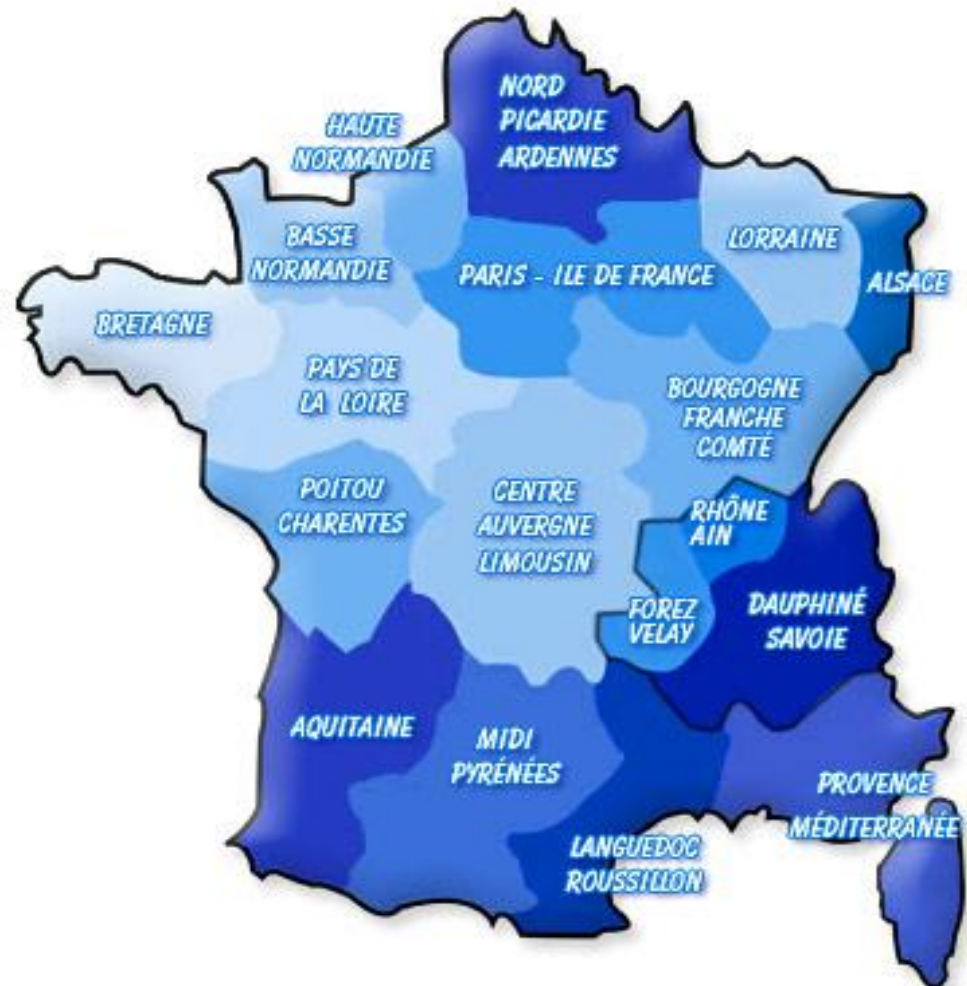 NORD
PICARDIE
ARDENNES
HAUTE
NORMANDIE
BASSE
NORMANDIE
LORRAINE
PARIS - ILE DE FRANCE
ALSACE
BRETAGNE
PAYS DE
LA LOIRE
BOURGOGNE
FRANCHE
COMTÉ
POITOU
CHARENTES
CENTRE
AUVERGNE
LIMOUSIN
RHÔNE
AIN
FOREZ
VELAY
DAUPHINÉ
SAVOIE
AQUITAINE
MIDI
PYRÉNÉES
PROVENCE
MÉDITERRANÉE
LANGUEDOC
ROUSSILLON